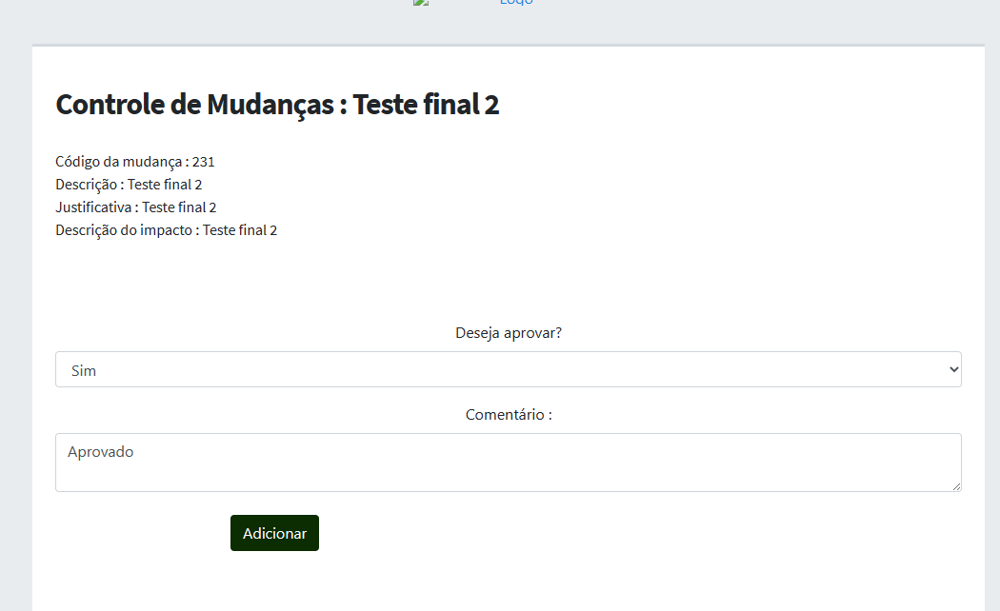 Logo
Controle de Mudanças : Teste final 2
Código da mudança : 231
Descrição : Teste final 2
Justificativa : Teste final 2
Descrição do impacto : Teste final 2
Deseja aprovar?
Sim
Comentário :
Aprovado
Adicionar